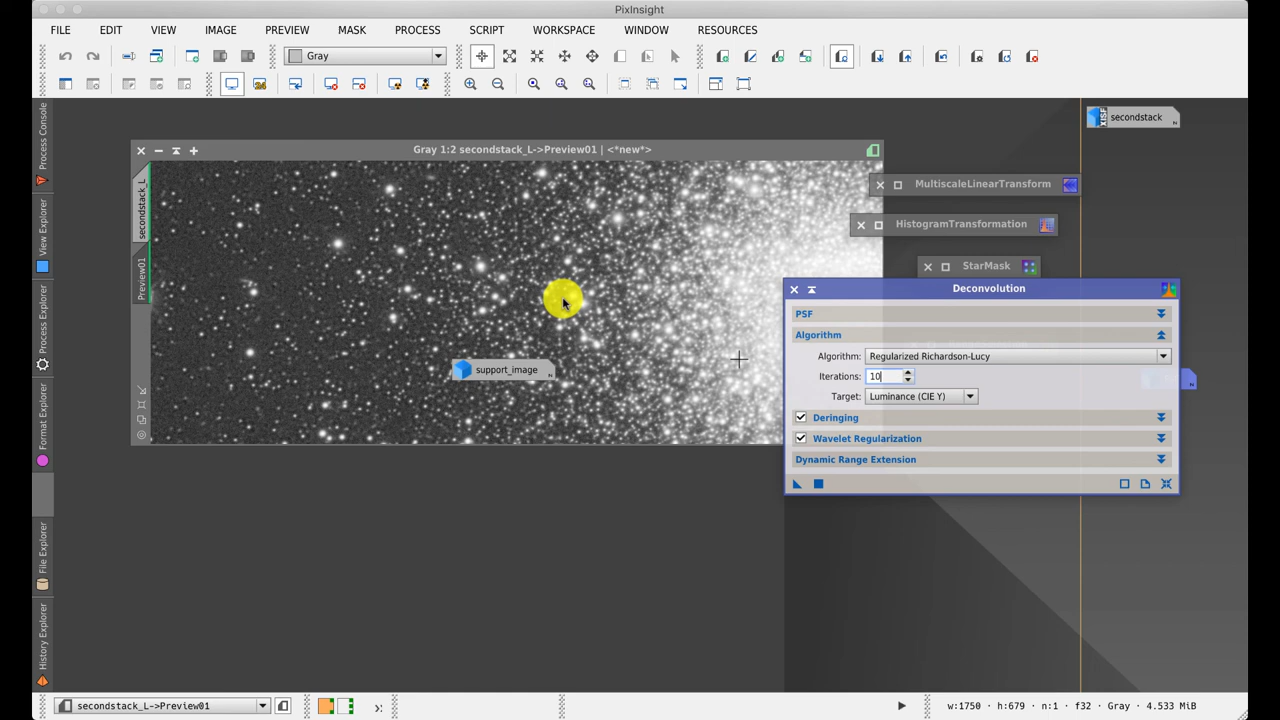 PixInsight
FILE EDIT VIEW IMAGE PREVIEW MASK PROCESS SCRIPT WORKSPACE WINDOW RESOURCES
Gray
Process Console
View Explorer
Process Explorer
Format Explorer
File Explorer
History Explorer
Gray 1:2 secondstack_L->Preview01 | <*new*>
secondstack_L
Preview01
support_image
N
secondstack
XISF
N
MultiscaleLinearTransform
HistogramTransformation
StarMask
Deconvolution
PSF
Algorithm
Algorithm: Regularized Richardson-Lucy
Iterations: 10
Target: Luminance (CIE Y)
Deringing
Wavelet Regularization
Dynamic Range Extension
N
secondstack_L->Preview01
w:1750 · h:679 · n:1 · f32 · Gray · 4.533 MiB